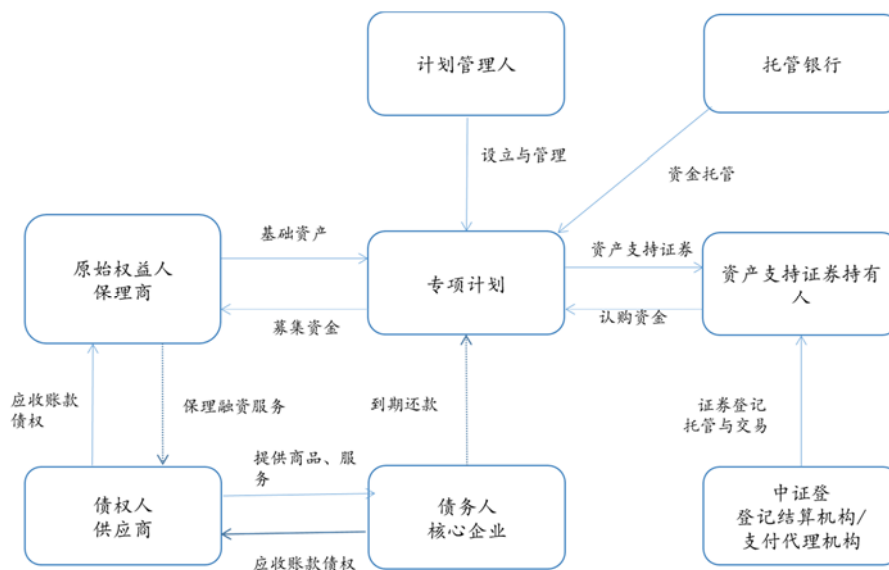 计划管理人
托管银行
设立与管理
资金托管
基础资产
资产支持证券
原始权益人
保理商
专项计划
资产支持证券持有
人
募集资金
认购资金
应收账款
债权
保理融资服务
到期还款
证券登记
托管与交易
提供商品、服
务
债权人
供应商
债务人
核心企业
中证登
登记结算机构/
支付代理机构
应收账款债权